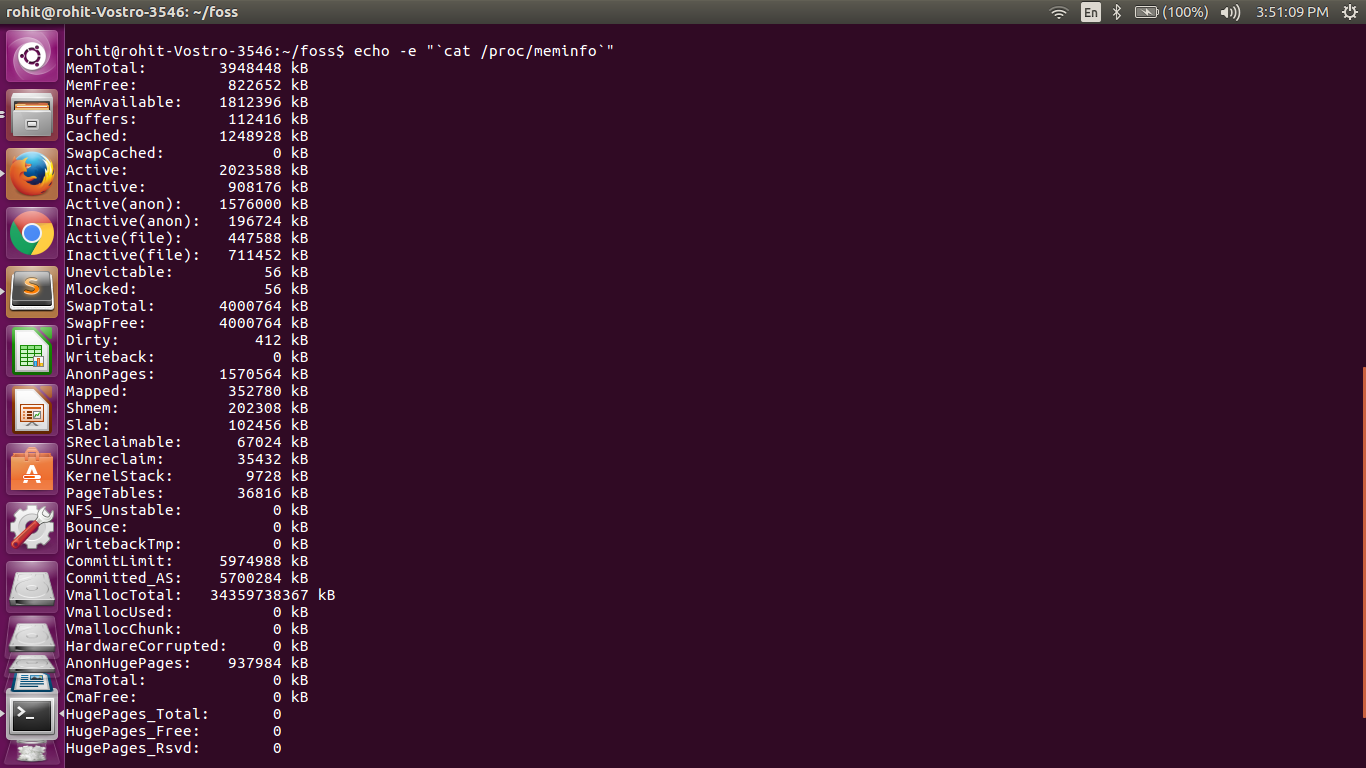 rohit@rohit-Vostro-3546: ~/foss En (100%) 3:51:09 PM
rohit@rohit-Vostro-3546:~/foss$ echo -e "`cat /proc/meminfo`"
MemTotal:        3948448 kB
MemFree:          822652 kB
MemAvailable:    1812396 kB
Buffers:          112416 kB
Cached:          1248928 kB
SwapCached:            0 kB
Active:          2023588 kB
Inactive:         908176 kB
Active(anon):    1576000 kB
Inactive(anon):   196724 kB
Active(file):     447588 kB
Inactive(file):   711452 kB
Unevictable:          56 kB
Mlocked:              56 kB
SwapTotal:       4000764 kB
SwapFree:        4000764 kB
Dirty:               412 kB
Writeback:             0 kB
AnonPages:       1570564 kB
Mapped:           352780 kB
Shmem:            202308 kB
Slab:             102456 kB
SReclaimable:      67024 kB
SUnreclaim:        35432 kB
KernelStack:        9728 kB
PageTables:        36816 kB
NFS_Unstable:          0 kB
Bounce:                0 kB
WritebackTmp:          0 kB
CommitLimit:     5974988 kB
Committed_AS:    5700284 kB
VmallocTotal:   34359738367 kB
VmallocUsed:           0 kB
VmallocChunk:          0 kB
HardwareCorrupted:     0 kB
AnonHugePages:    937984 kB
CmaTotal:              0 kB
CmaFree:               0 kB
HugePages_Total:       0
HugePages_Free:        0
HugePages_Rsvd:        0